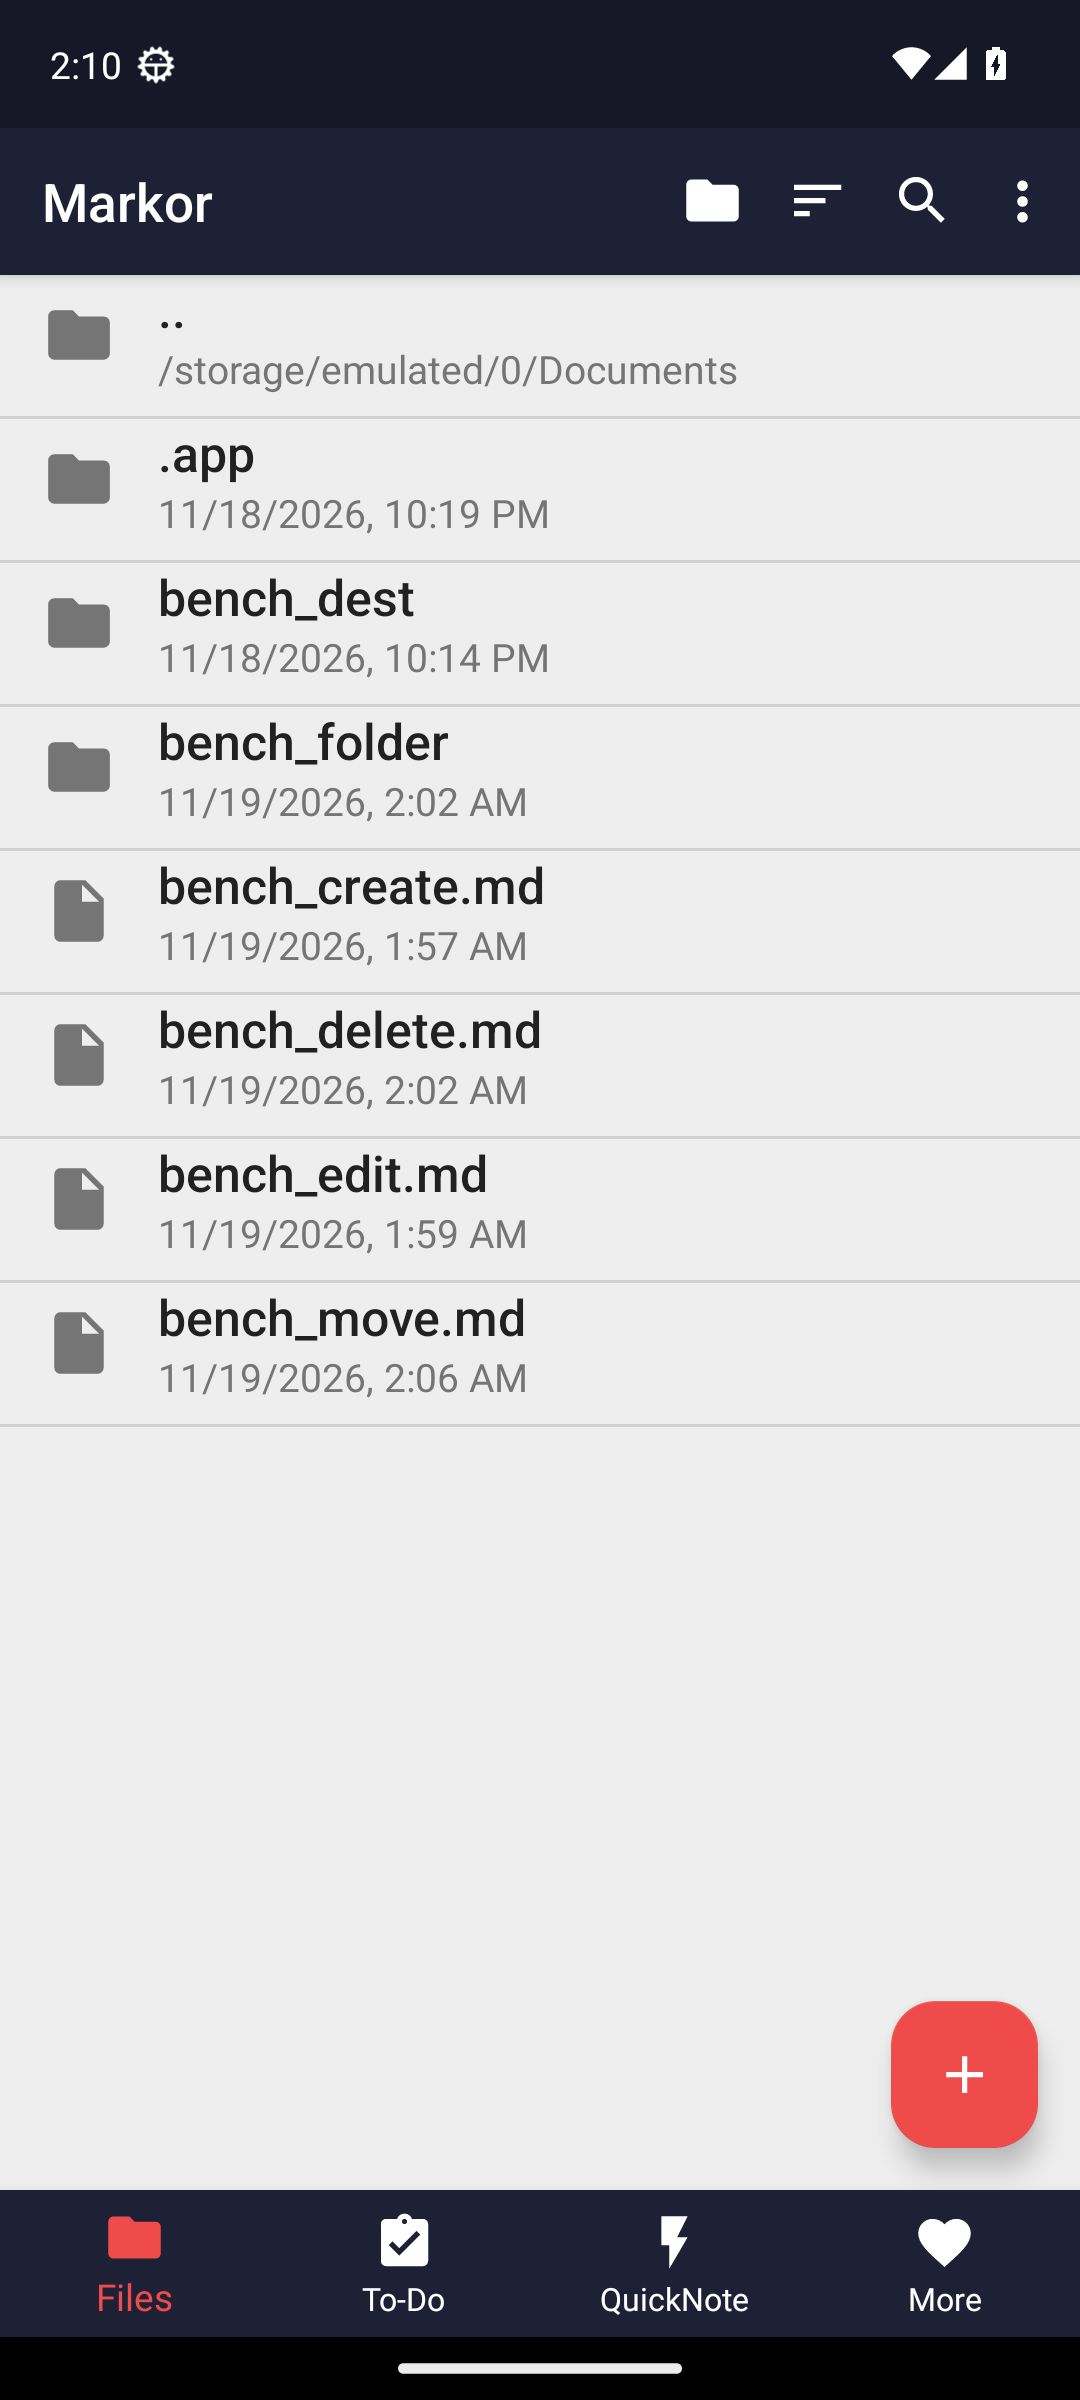 2:10
Markor
..
/storage/emulated/0/Documents
.app
11/18/2026, 10:19 PM
bench_dest
11/18/2026, 10:14 PM
bench_folder
11/19/2026, 2:02 AM
bench_create.md
11/19/2026, 1:57 AM
bench_delete.md
11/19/2026, 2:02 AM
bench_edit.md
11/19/2026, 1:59 AM
bench_move.md
11/19/2026, 2:06 AM
Files
To-Do
QuickNote
More